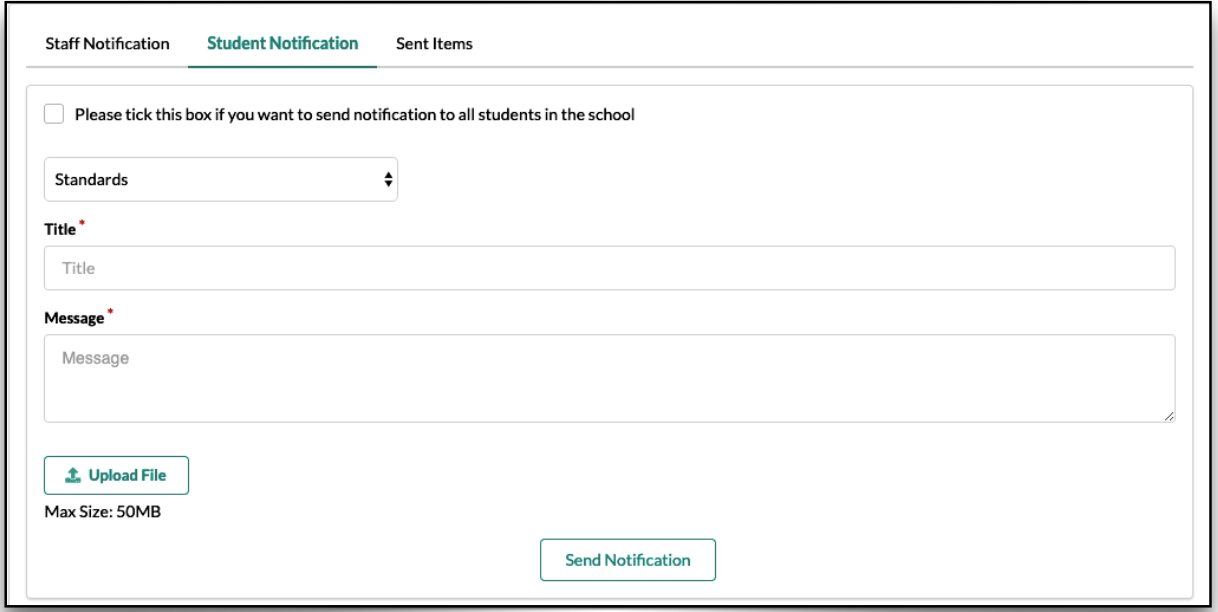 Staff Notification Student Notification Sent Items
Please tick this box if you want to send notification to all students in the school
Standards
Title*
Title
Message*
Message
Upload File
Max Size: 50MB
Send Notification